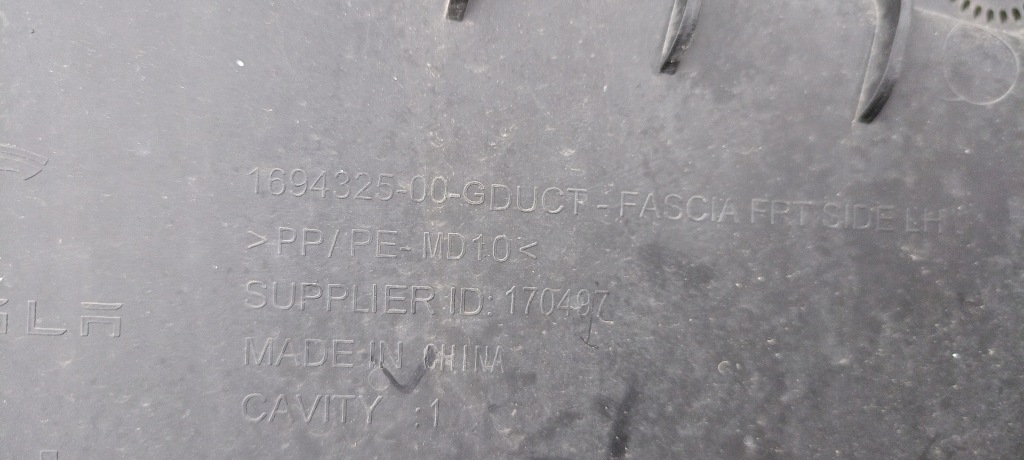 1694325-00-GDUCT - FASCIA FRT SIDE LH
>PP/PE-MD10<
SUPPLIER ID: 170497
MADE IN CHINA
CAVITY :1